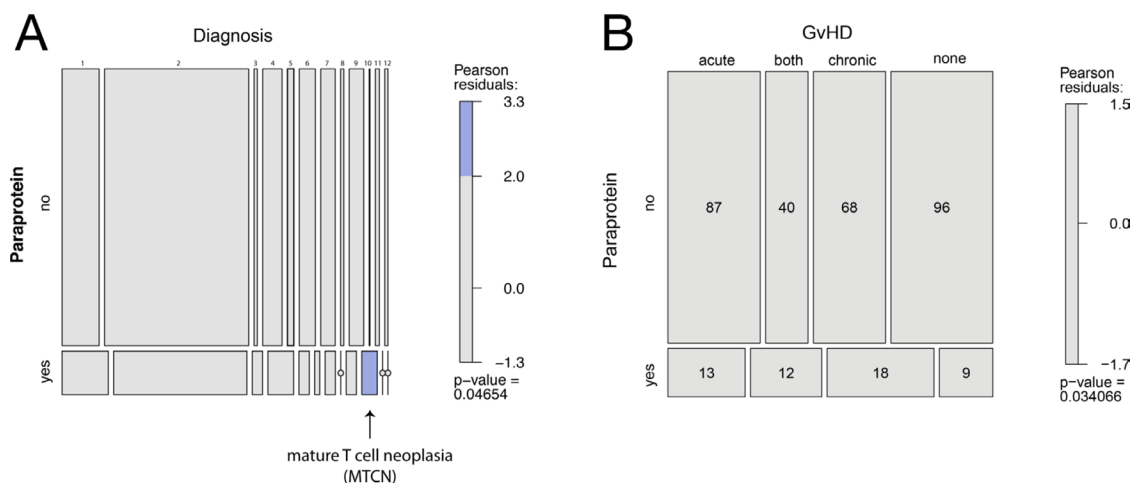 A
Diagnosis
1 2 3 4 5 6 7 8 9 10 11 12
Paraprotein
no
yes
Pearson
residuals:
3.3
2.0
0.0
−1.3
p−value =
0.04654
mature T cell neoplasia
(MTCN)
B
GvHD
acute both chronic none
Paraprotein
no
87 40 68 96
yes
13 12 18 9
Pearson
residuals:
1.5
0.0
−1.7
p−value =
0.034066